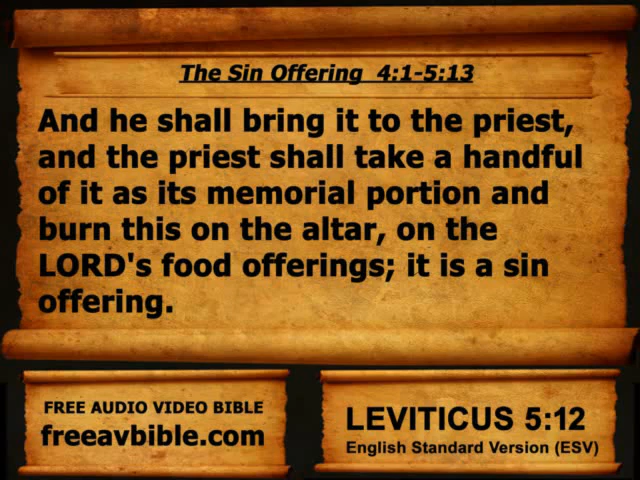 The Sin Offering  4:1-5:13
And he shall bring it to the priest,
and the priest shall take a handful
of it as its memorial portion and
burn this on the altar, on the
LORD's food offerings; it is a sin
offering.
FREE AUDIO VIDEO BIBLE
freeavbible.com
LEVITICUS 5:12
English Standard Version (ESV)